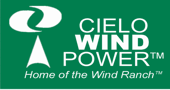 CIELO
WIND
POWER™
Home of the Wind Ranch™